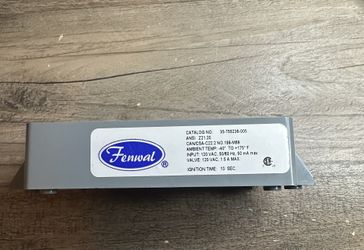 Fenwal
®
CATALOG NO. 35-155236-005
ANSI Z21.20
CAN/CSA-C22.2 NO.199-M89
AMBIENT TEMP: -40° TO +175° F
INPUT: 120 VAC, 50/60 Hz, 50 mA max
VALVE: 120 VAC, 1.5 A MAX.
IGNITION TIME: 10 SEC.